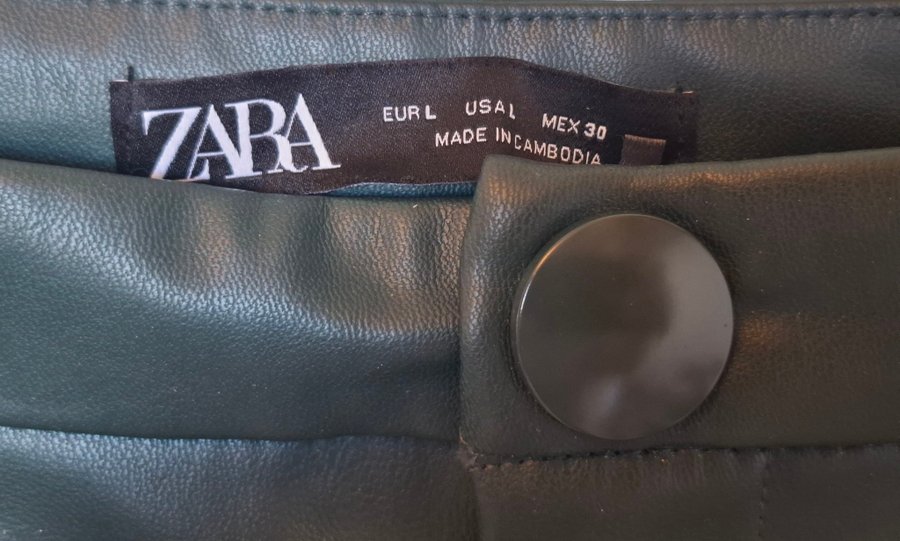 ZARA
EUR L USA L MEX 30
MADE IN CAMBODIA